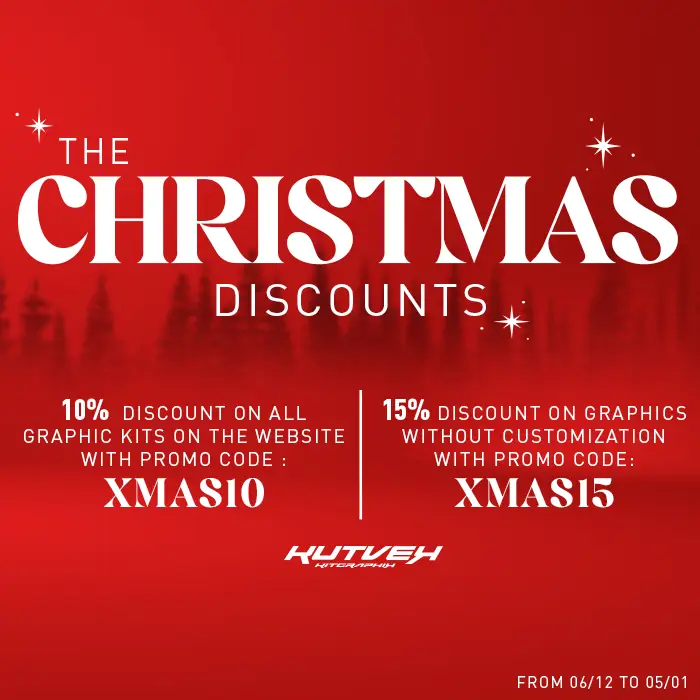 THE
CHRISTMAS
DISCOUNTS
10% DISCOUNT ON ALL
GRAPHIC KITS ON THE WEBSITE
WITH PROMO CODE :
XMAS10
15% DISCOUNT ON GRAPHICS
WITHOUT CUSTOMIZATION
WITH PROMO CODE:
XMAS15
KUTVEK
KITGRAPHIK
FROM 06/12 TO 05/01